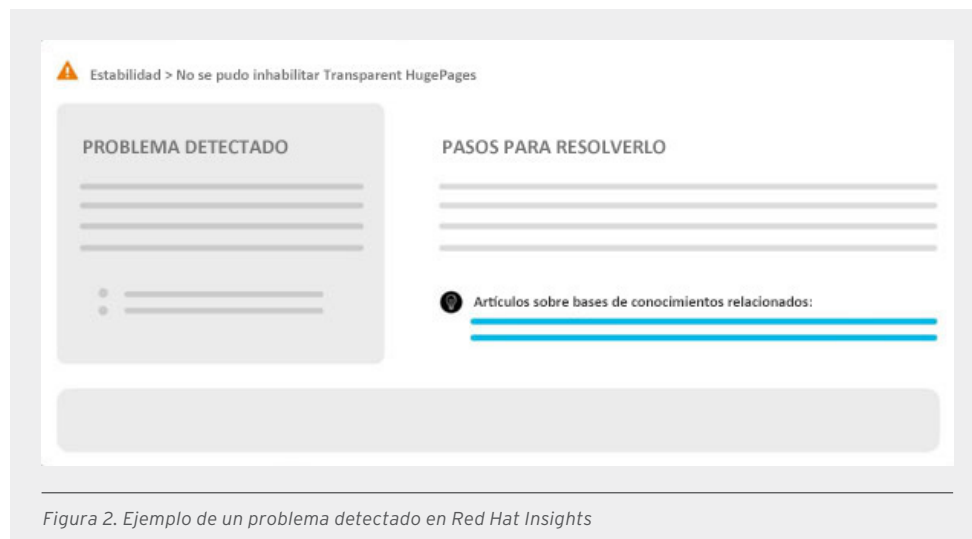 Estabilidad > No se pudo inhabilitar Transparent HugePages
PROBLEMA DETECTADO
PASOS PARA RESOLVERLO
Artículos sobre bases de conocimientos relacionados:
Figura 2. Ejemplo de un problema detectado en Red Hat Insights